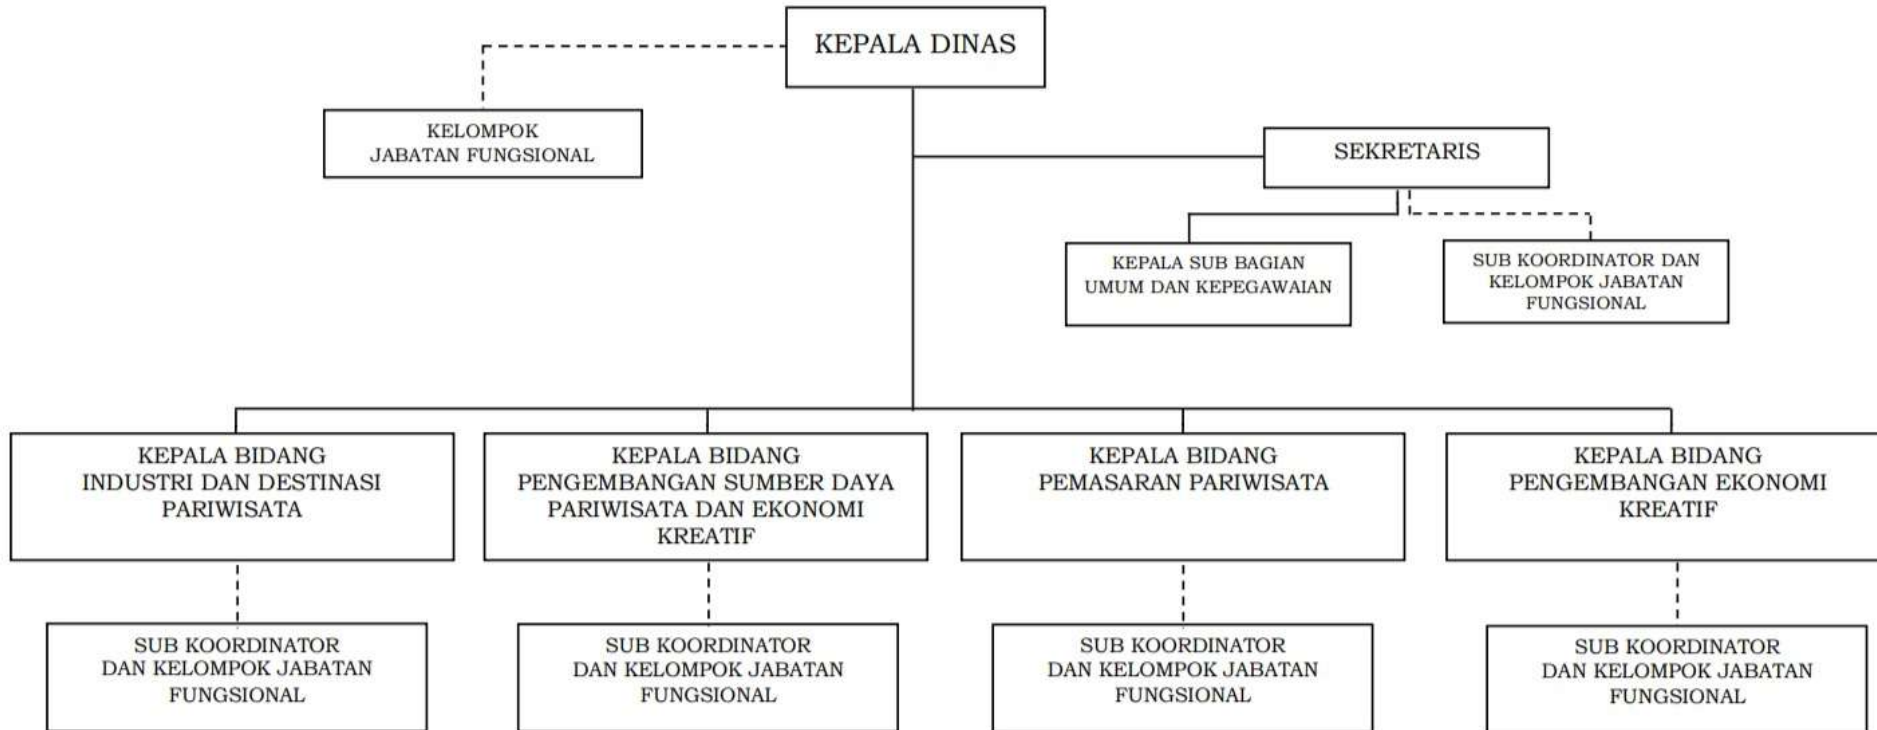 KEPALA DINAS
KELOMPOK
JABATAN FUNGSIONAL
SEKRETARIS
KEPALA SUB BAGIAN
UMUM DAN KEPEGAWAIAN
SUB KOORDINATOR DAN
KELOMPOK JABATAN
FUNGSIONAL
KEPALA BIDANG
INDUSTRI DAN DESTINASI
PARIWISATA
KEPALA BIDANG
PENGEMBANGAN SUMBER DAYA
PARIWISATA DAN EKONOMI
KREATIF
KEPALA BIDANG
PEMASARAN PARIWISATA
KEPALA BIDANG
PENGEMBANGAN EKONOMI
KREATIF
SUB KOORDINATOR
DAN KELOMPOK JABATAN
FUNGSIONAL
SUB KOORDINATOR
DAN KELOMPOK JABATAN
FUNGSIONAL
SUB KOORDINATOR
DAN KELOMPOK JABATAN
FUNGSIONAL
SUB KOORDINATOR
DAN KELOMPOK JABATAN
FUNGSIONAL